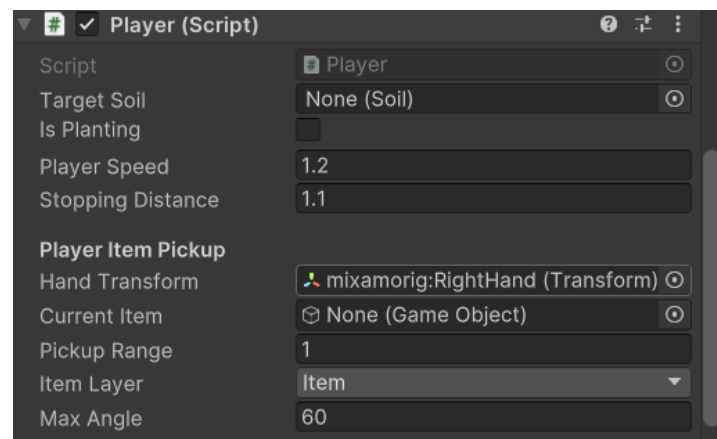 Player (Script)
Script Player
Target Soil None (Soil)
Is Planting
Player Speed 1.2
Stopping Distance 1.1
Player Item Pickup
Hand Transform mixamorig:RightHand (Transform)
Current Item None (Game Object)
Pickup Range 1
Item Layer Item
Max Angle 60